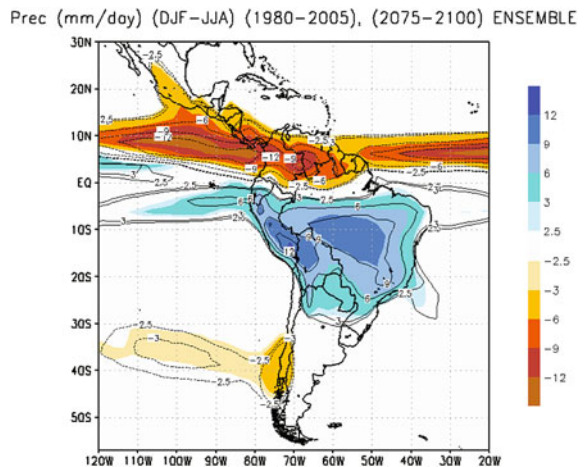 Prec (mm/day) (DJF-JJA) (1980-2005), (2075-2100) ENSEMBLE
30N
20N
10N
EQ
10S
20S
30S
40S
50S
120W 110W 100W 90W 80W 70W 60W 50W 40W 30W 20W
12
9
6
3
2.5
-2.5
-3
-6
-9
-12